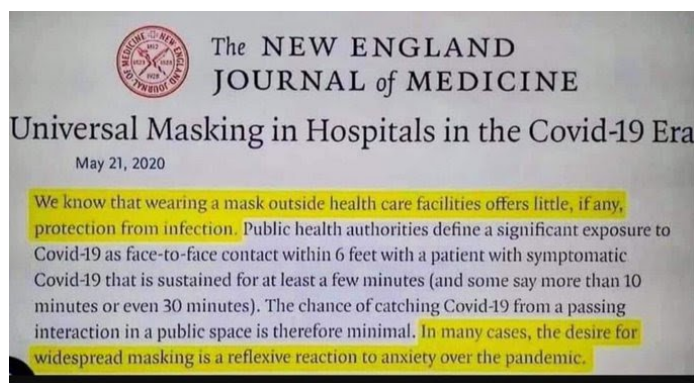 The NEW ENGLAND
JOURNAL of MEDICINE
Universal Masking in Hospitals in the Covid-19 Era
May 21, 2020
We know that wearing a mask outside health care facilities offers little, if any,
protection from infection. Public health authorities define a significant exposure to
Covid-19 as face-to-face contact within 6 feet with a patient with symptomatic
Covid-19 that is sustained for at least a few minutes (and some say more than 10
minutes or even 30 minutes). The chance of catching Covid-19 from a passing
interaction in a public space is therefore minimal. In many cases, the desire for
widespread masking is a reflexive reaction to anxiety over the pandemic.